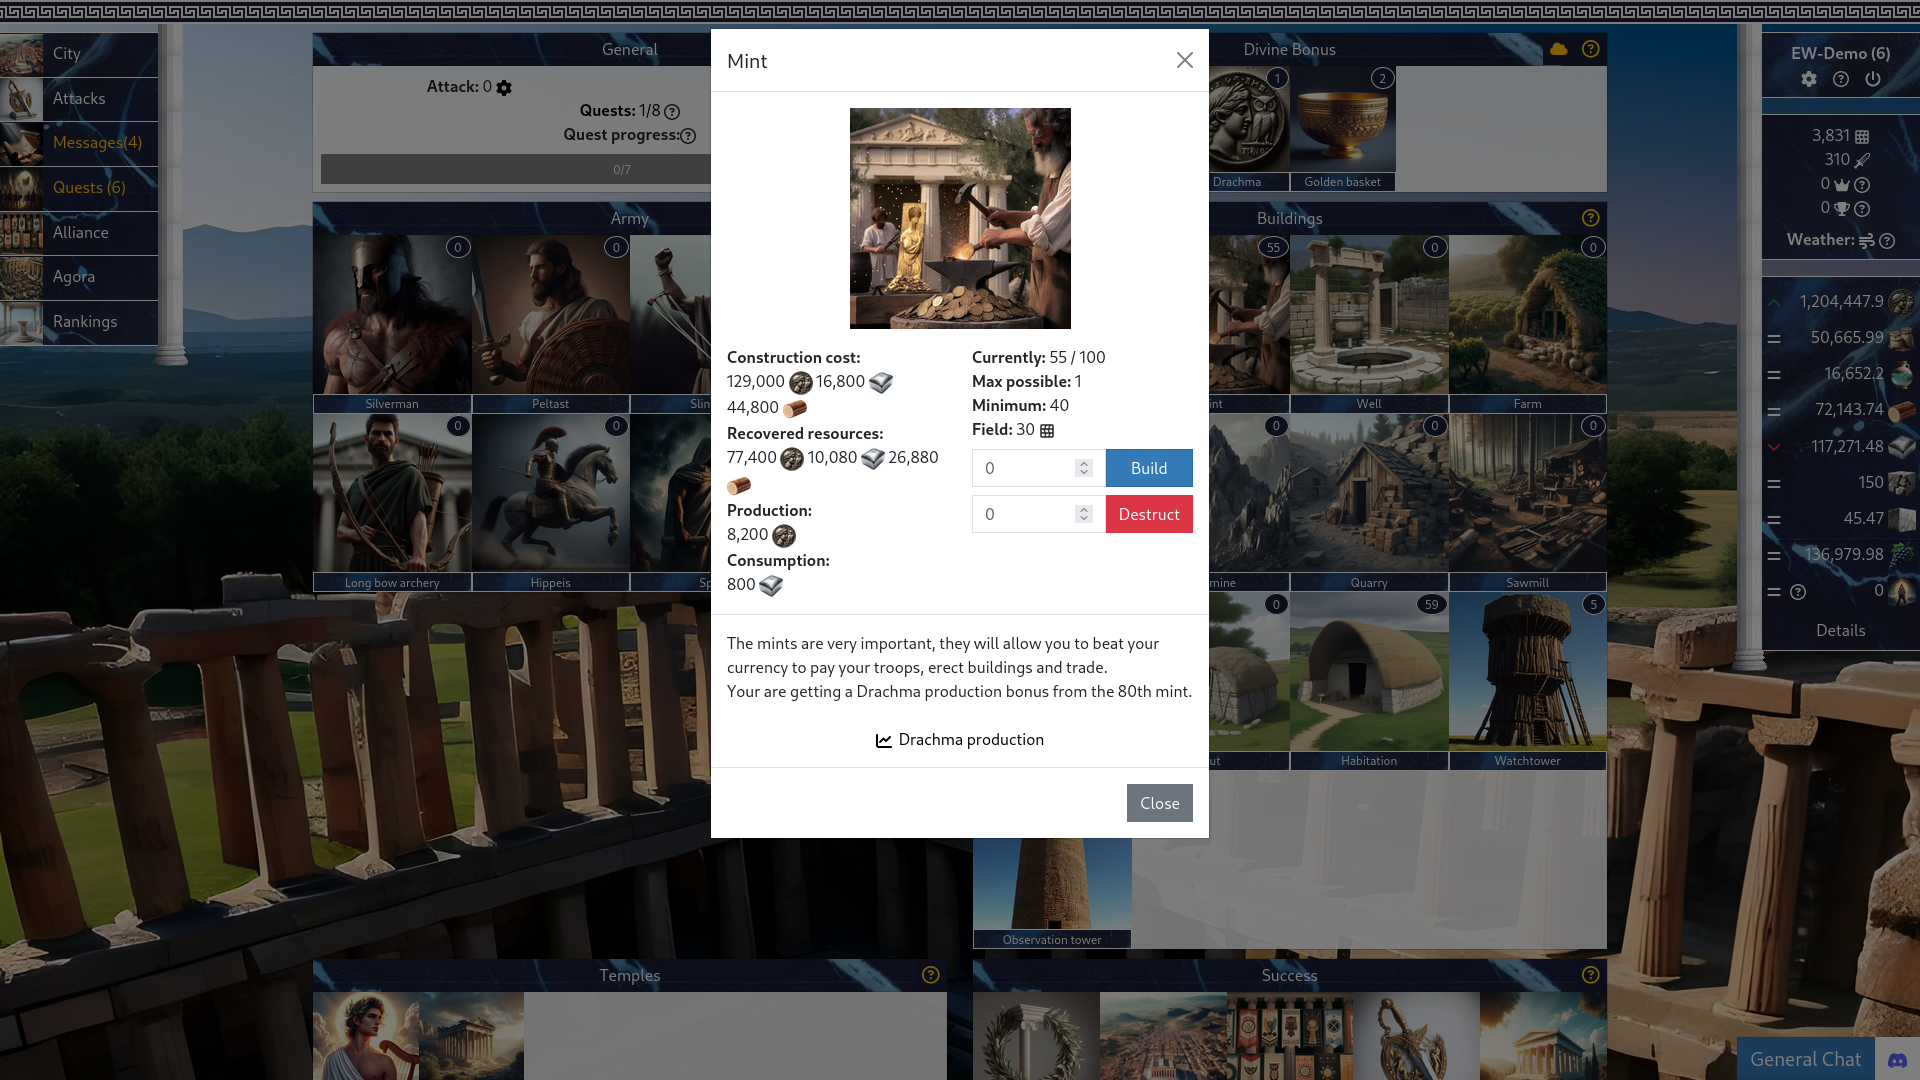 City
Attacks
Messages(4)
Quests (6)
Alliance
Agora
Rankings
General
Attack: 0
Quests: 1/8
Quest progress:
0/7
Army
0
0
Silverman
Peltast
Slin
0
0
Long bow archery
Hippeis
Sp
Temples
Mint
Construction cost:
129,000 16,800
44,800
Recovered resources:
77,400 10,080 26,880
Production:
8,200
Consumption:
800
Currently: 55 / 100
Max possible: 1
Minimum: 40
Field: 30
0 Build
0 Destruct
The mints are very important, they will allow you to beat your
currency to pay your troops, erect buildings and trade.
Your are getting a Drachma production bonus from the 80th mint.
Drachma production
Close
Divine Bonus
1
2
Drachma
Golden basket
Buildings
55
0
0
int
Well
Farm
0
0
0
mine
Quarry
Sawmill
0
59
5
ut
Habitation
Watchtower
Observation tower
Success
EW-Demo (6)
3,831
310
0
0
Weather:
1,204,447.9
50,665.99
16,652.2
72,143.74
117,271.48
150
45.47
136,979.98
0
Details
General Chat